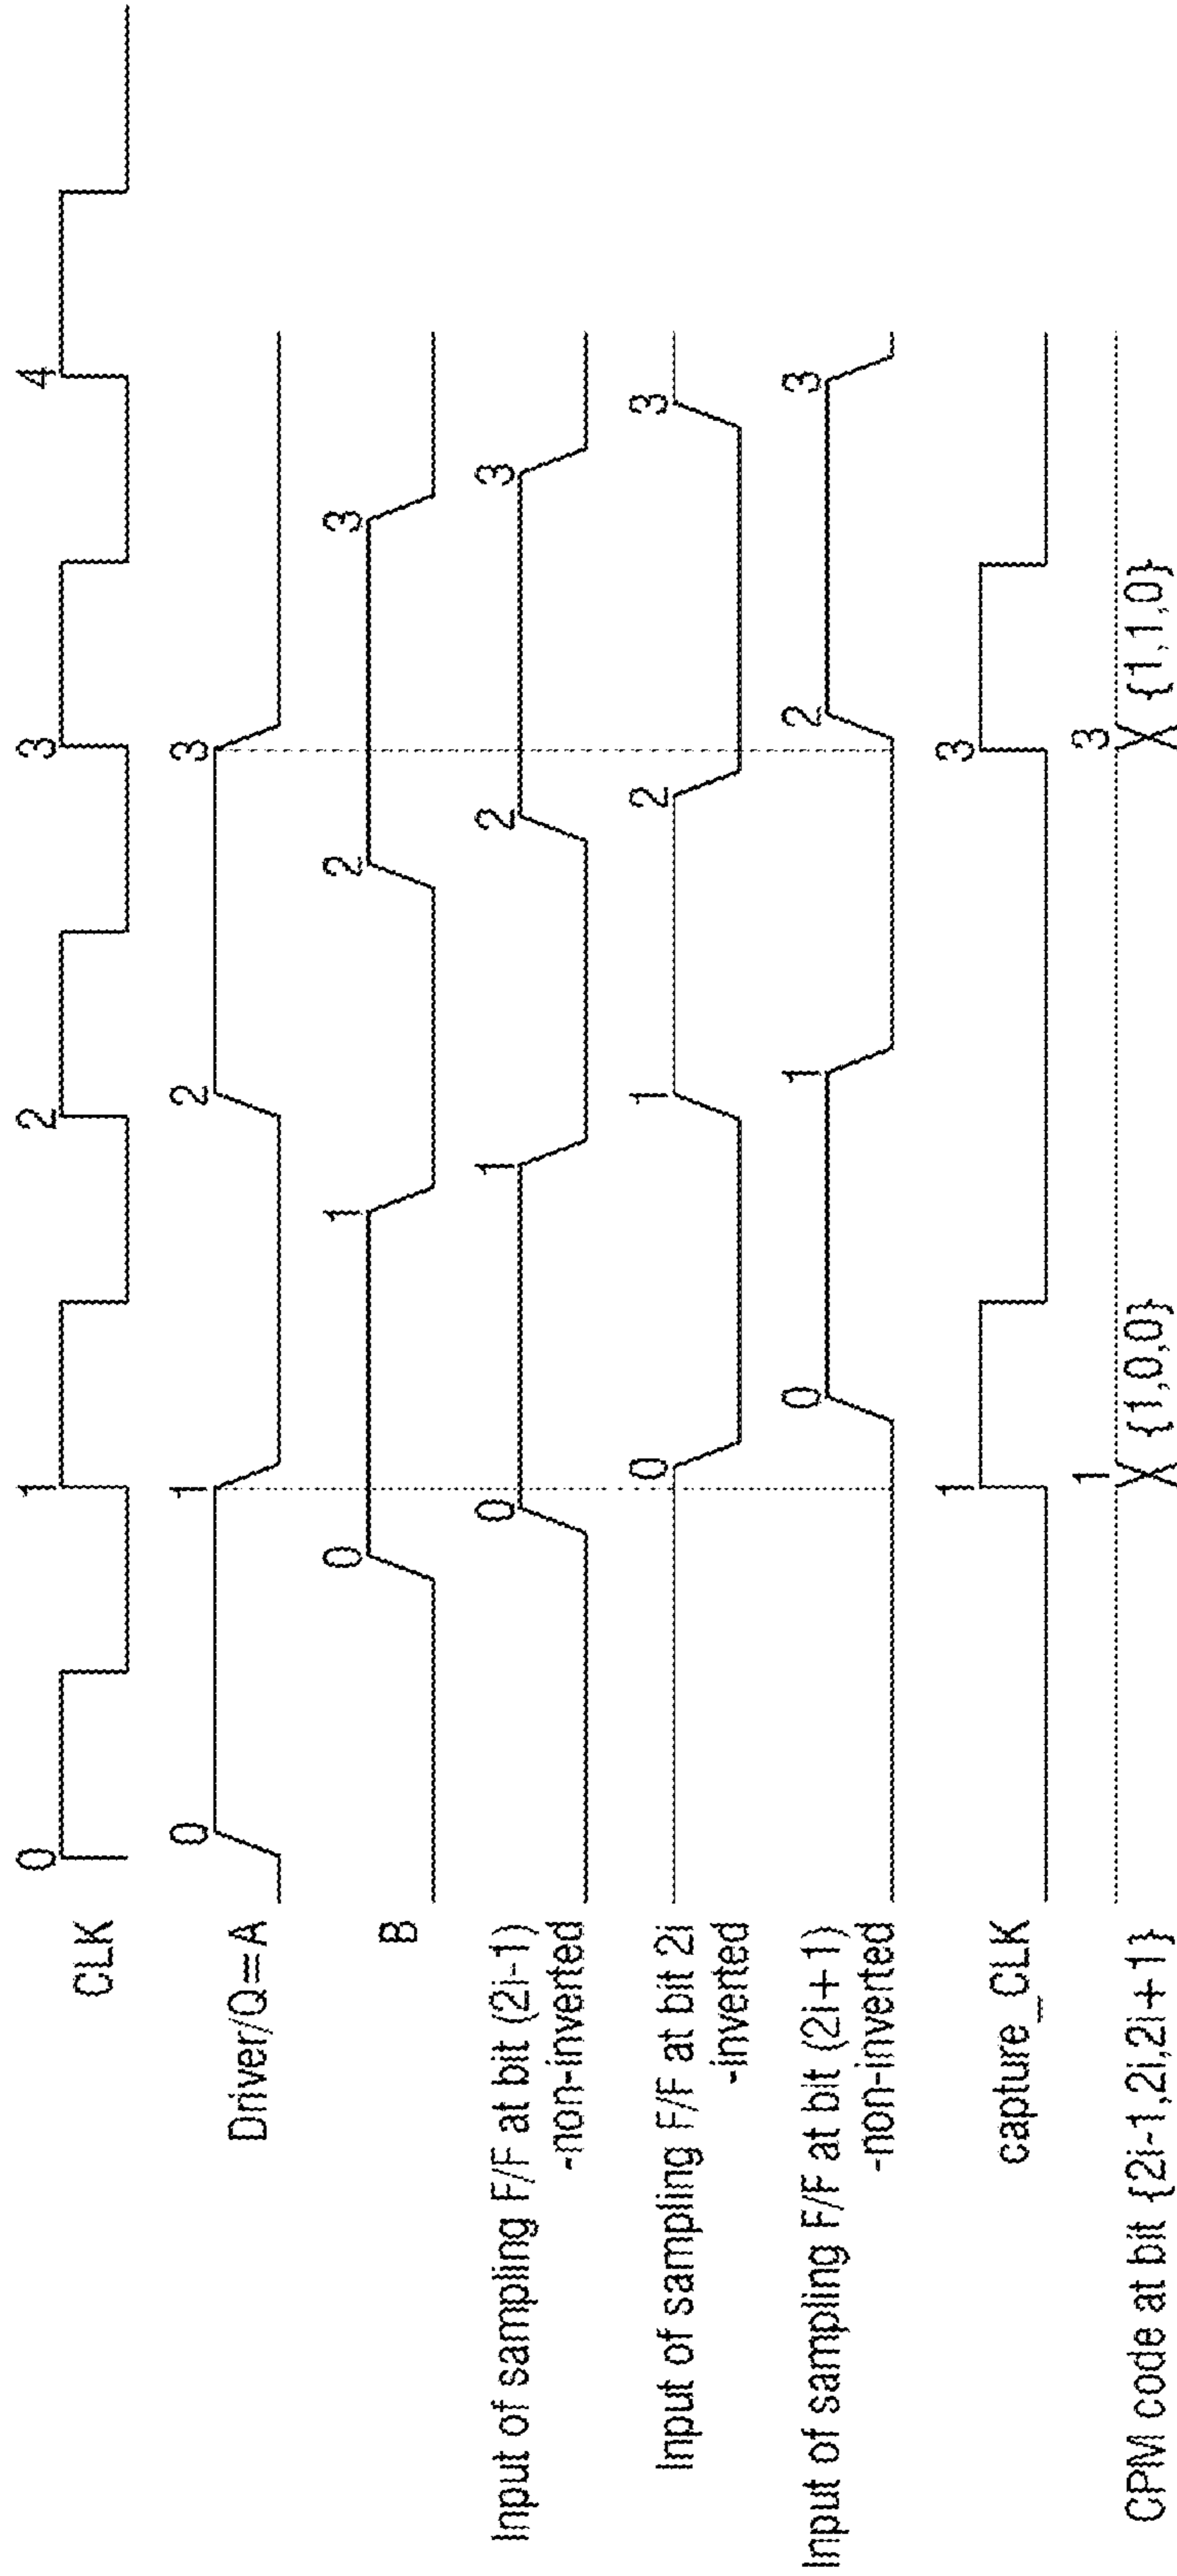 0 1 2 3 4
CLK
0 1 2 3
Driver/Q=A
0 1 2 3
B
0 1 2 3
Input of sampling F/F at bit (2i-1)
-non-inverted
0 1 2 3
Input of sampling F/F at bit 2i
-inverted
0 1 2 3
Input of sampling F/F at bit (2i+1)
-non-inverted
1 3
capture_CLK
1 3
CPM code at bit {2i-1,2i,2i+1} {1,0,0} {1,1,0}